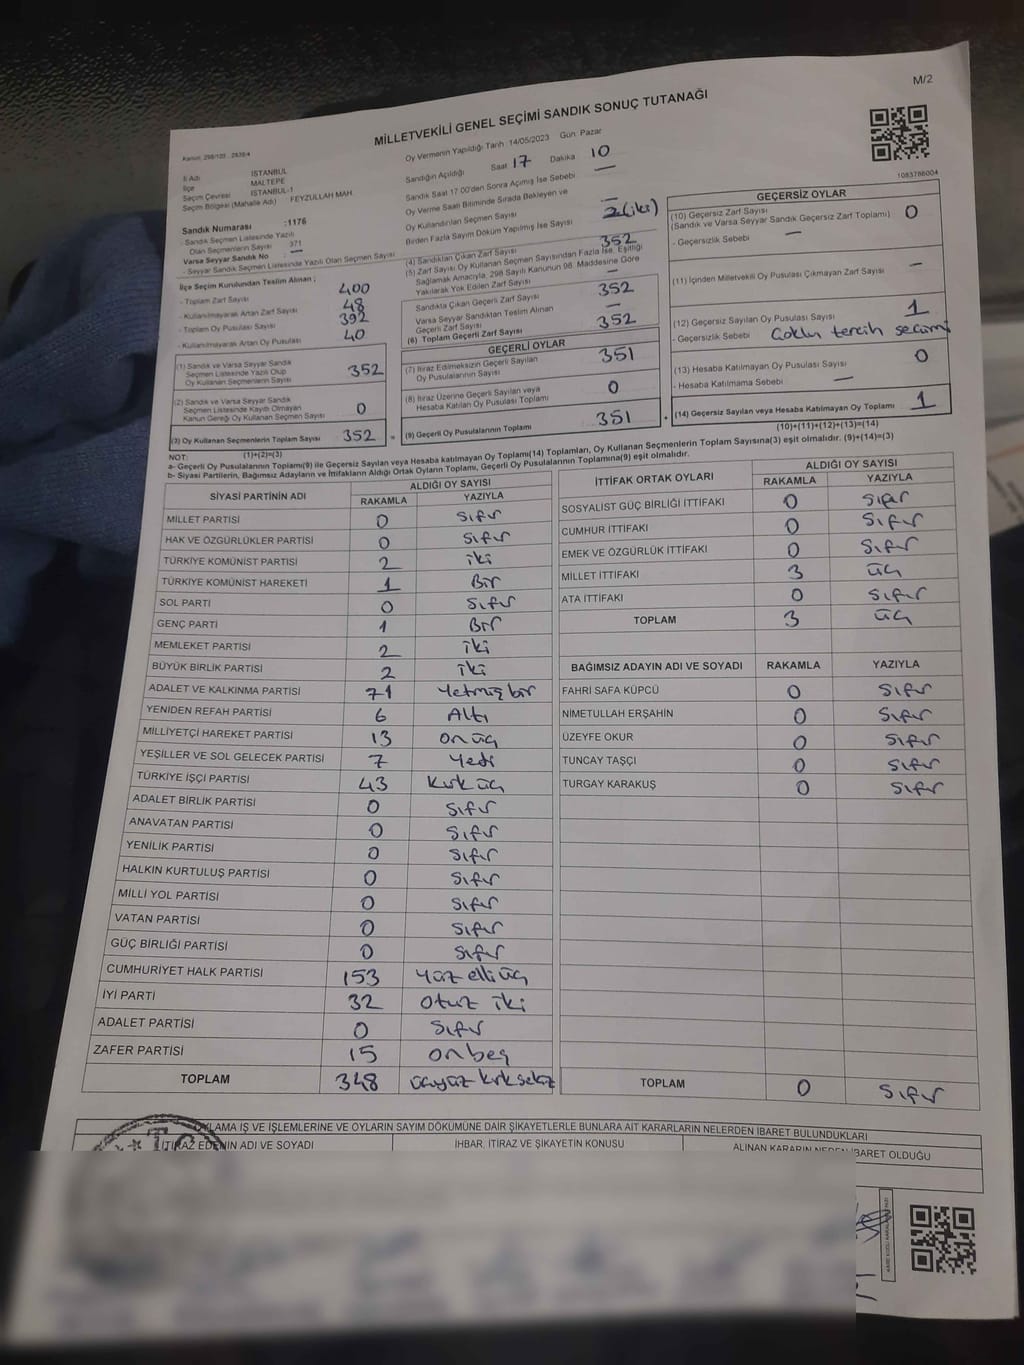 M/2
MİLLETVEKİLİ GENEL SEÇİMİ SANDIK SONUÇ TUTANAĞI
1083786004
İl Adı İSTANBUL
İlçe MALTEPE
Seçim Çevresi İSTANBUL-1
Seçim Bölgesi (Mahalle Adı) : FEYZULLAH MAH.
Sandık Numarası :1176
- Sandık Seçmen Listesinde Yazılı
Olan Seçmenlerin Sayısı 371
Varsa Seyyar Sandık No —
- Seyyar Sandık Seçmen Listesinde Yazılı Olan Seçmen Sayısı
İlçe Seçim Kurulundan Teslim Alınan ;
- Toplam Zarf Sayısı 400
- Kullanılmayarak Artan Zarf Sayısı 48
- Toplam Oy Pusulası Sayısı 392
- Kullanılmayarak Artan Oy Pusulası 40
(1) Sandık ve Varsa Seyyar Sandık
Seçmen Listesinde Yazılı Olup
Oy Kullanan Seçmenlerin Sayısı 352
(2) Sandık ve Varsa Seyyar Sandık
Seçmen Listesinde Kayıtlı Olmayan
Kanun Gereği Oy Kullanan Seçmen Sayısı 0
(3) Oy Kullanan Seçmenlerin Toplam Sayısı 352
(1)+(2)=(3)
Oy Vermenin Yapıldığı Tarih 14/05/2023 Gün: Pazar
Sandığın Açıldığı Saat 17 Dakika 10
Sandık Saat 17.00'den Sonra Açılmış İse Sebebi —
Oy Verme Saati Bitiminde Sırada Bekleyen ve
Oy Kullandırılan Seçmen Sayısı —
Birden Fazla Sayım Döküm Yapılmış İse Sayısı 2 (iki)
(4) Sandıktan Çıkan Zarf Sayısı 352
(5) Zarf Sayısı Oy Kullanan Seçmen Sayısından Fazla İse, Eşitliği
Sağlamak Amacıyla, 298 Sayılı Kanunun 98. Maddesine Göre
Yakılarak Yok Edilen Zarf Sayısı —
Sandıkta Çıkan Geçerli Zarf Sayısı 352
Varsa Seyyar Sandıktan Teslim Alınan
Geçerli Zarf Sayısı —
(6) Toplam Geçerli Zarf Sayısı 352
GEÇERLİ OYLAR
(7) İtiraz Edilmeksizin Geçerli Sayılan
Oy Pusulalarının Sayısı 351
(8) İtiraz Üzerine Geçerli Sayılan veya
Hesaba Katılan Oy Pusulası Toplamı 0
(9) Geçerli Oy Pusulalarının Toplamı 351
GEÇERSİZ OYLAR
(10) Geçersiz Zarf Sayısı
(Sandık ve Varsa Seyyar Sandık Geçersiz Zarf Toplamı) 0
- Geçersizlik Sebebi —
(11) İçinden Milletvekili Oy Pusulası Çıkmayan Zarf Sayısı —
(12) Geçersiz Sayılan Oy Pusulası Sayısı 1
- Geçersizlik Sebebi Çoklu tercih seçimi
(13) Hesaba Katılmayan Oy Pusulası Sayısı 0
- Hesaba Katılmama Sebebi —
(14) Geçersiz Sayılan veya Hesaba Katılmayan Oy Toplamı 1
(10)+(11)+(12)+(13)=(14)
NOT:
a- Geçerli Oy Pusulalarının Toplamı(9) ile Geçersiz Sayılan veya Hesaba Katılmayan Oy Toplamı(14) Toplamları, Oy Kullanan Seçmenlerin Toplam Sayısına(3) eşit olmalıdır. (9)+(14)=(3)
b- Siyasi Partilerin, Bağımsız Adayların ve İttifakların Aldığı Ortak Oyların Toplamı, Geçerli Oy Pusulalarının Toplamına(9) eşit olmalıdır.
SİYASİ PARTİNİN ADI ALDIĞI OY SAYISI
RAKAMLA YAZIYLA
MİLLET PARTİSİ 0 Sıfır
HAK VE ÖZGÜRLÜKLER PARTİSİ 0 Sıfır
TÜRKİYE KOMÜNİST PARTİSİ 2 iki
TÜRKİYE KOMÜNİST HAREKETİ 1 Bir
SOL PARTİ 0 Sıfır
GENÇ PARTİ 1 Bir
MEMLEKET PARTİSİ 2 iki
BÜYÜK BİRLİK PARTİSİ 2 iki
ADALET VE KALKINMA PARTİSİ 71 Yetmiş bir
YENİDEN REFAH PARTİSİ 6 Altı
MİLLİYETÇİ HAREKET PARTİSİ 13 on üç
YEŞİLLER VE SOL GELECEK PARTİSİ 7 Yedi
TÜRKİYE İŞÇİ PARTİSİ 43 kırk üç
ADALET BİRLİK PARTİSİ 0 Sıfır
ANAVATAN PARTİSİ 0 Sıfır
YENİLİK PARTİSİ 0 Sıfır
HALKIN KURTULUŞ PARTİSİ 0 Sıfır
MİLLİ YOL PARTİSİ 0 Sıfır
VATAN PARTİSİ 0 Sıfır
GÜÇ BİRLİĞİ PARTİSİ 0 Sıfır
CUMHURİYET HALK PARTİSİ 153 Yüz elli üç
İYİ PARTİ 32 otuz iki
ADALET PARTİSİ 0 Sıfır
ZAFER PARTİSİ 15 on beş
TOPLAM 348 üçyüz kırk sekiz
İTTİFAK ORTAK OYLARI ALDIĞI OY SAYISI
RAKAMLA YAZIYLA
SOSYALİST GÜÇ BİRLİĞİ İTTİFAKI 0 Sıfır
CUMHUR İTTİFAKI 0 Sıfır
EMEK VE ÖZGÜRLÜK İTTİFAKI 0 Sıfır
MİLLET İTTİFAKI 3 üç
ATA İTTİFAKI 0 Sıfır
TOPLAM 3 üç
BAĞIMSIZ ADAYIN ADI VE SOYADI RAKAMLA YAZIYLA
FAHRİ SAFA KÜPCÜ 0 Sıfır
NİMETULLAH ERŞAHİN 0 Sıfır
ÜZEYFE OKUR 0 Sıfır
TUNCAY TAŞÇI 0 Sıfır
TURGAY KARAKUŞ 0 Sıfır
TOPLAM 0 Sıfır
OYLAMA İŞ VE İŞLEMLERİNE VE OYLARIN SAYIM DÖKÜMÜNE DAİR ŞİKAYETLERLE BUNLARA AİT KARARLARIN NELERDEN İBARET BULUNDUKLARI
T.C.
İTİRAZ EDENİN ADI VE SOYADI İHBAR, İTİRAZ VE ŞİKAYETİN KONUSU ALINAN KARARIN NEDEN İBARET OLDUĞU